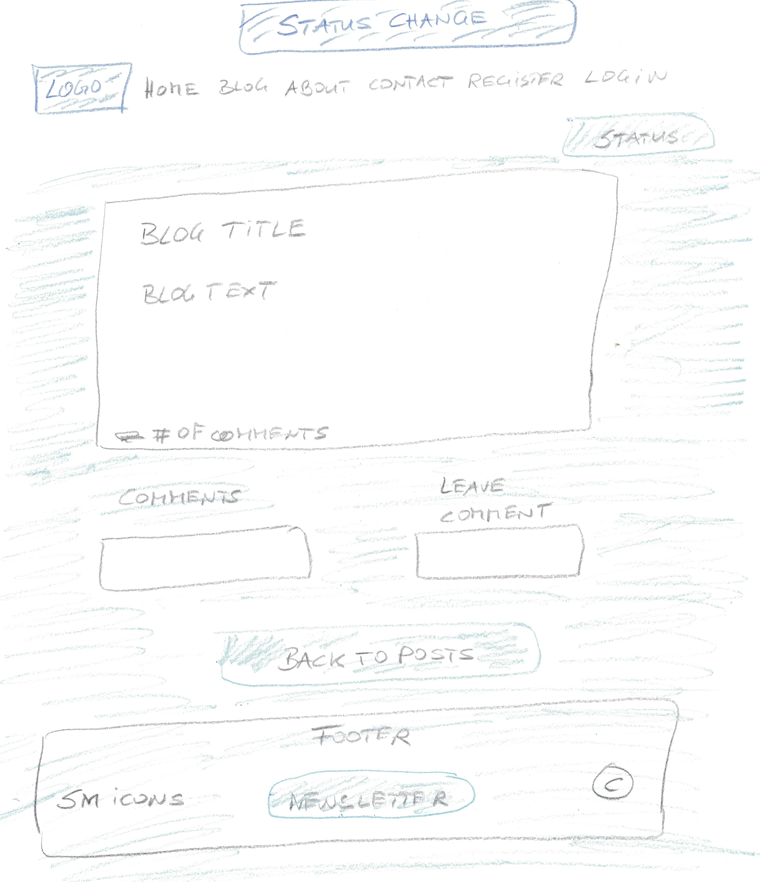 STATUS CHANGE
LOGO HOME BLOG ABOUT CONTACT REGISTER LOGIN
STATUS
BLOG TITLE
BLOG TEXT
# OF COMMENTS
COMMENTS
LEAVE
COMMENT
BACK TO POSTS
FOOTER
SM ICONS NEWSLETTER C